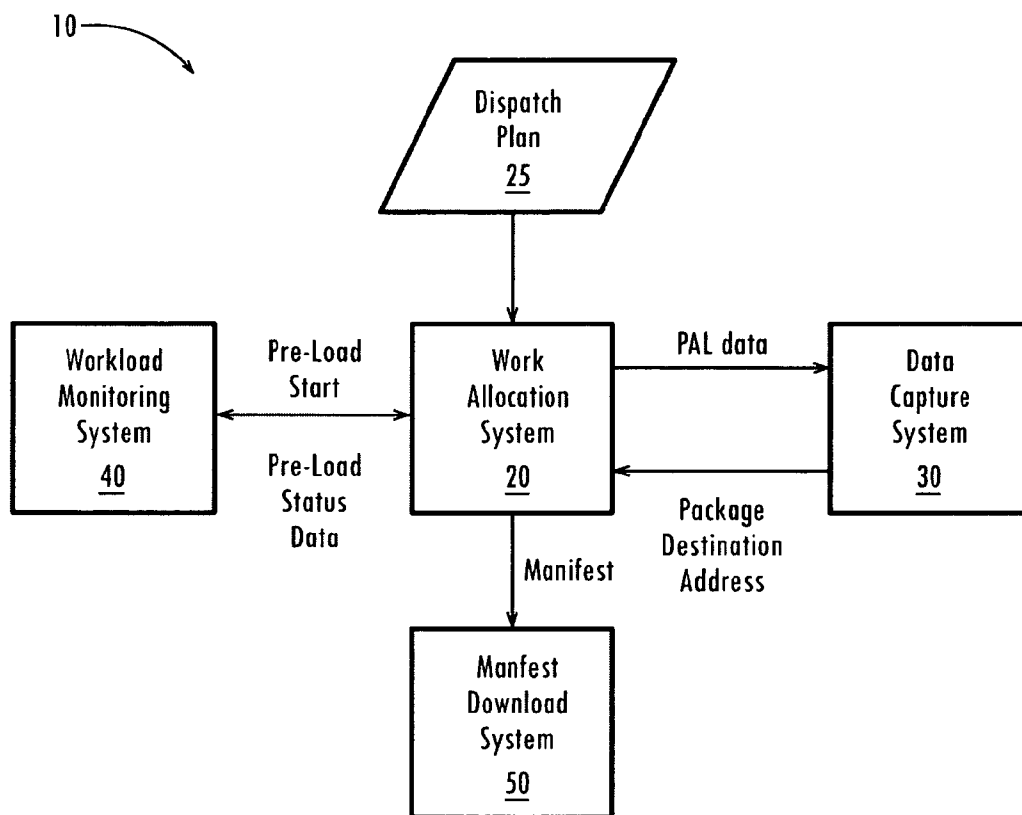 10
Dispatch
Plan
25
Workload
Monitoring
System
40
Pre-Load
Start
Pre-Load
Status
Data
Work
Allocation
System
20
PAL data
Package
Destination
Address
Data
Capture
System
30
Manifest
Manfest
Download
System
50